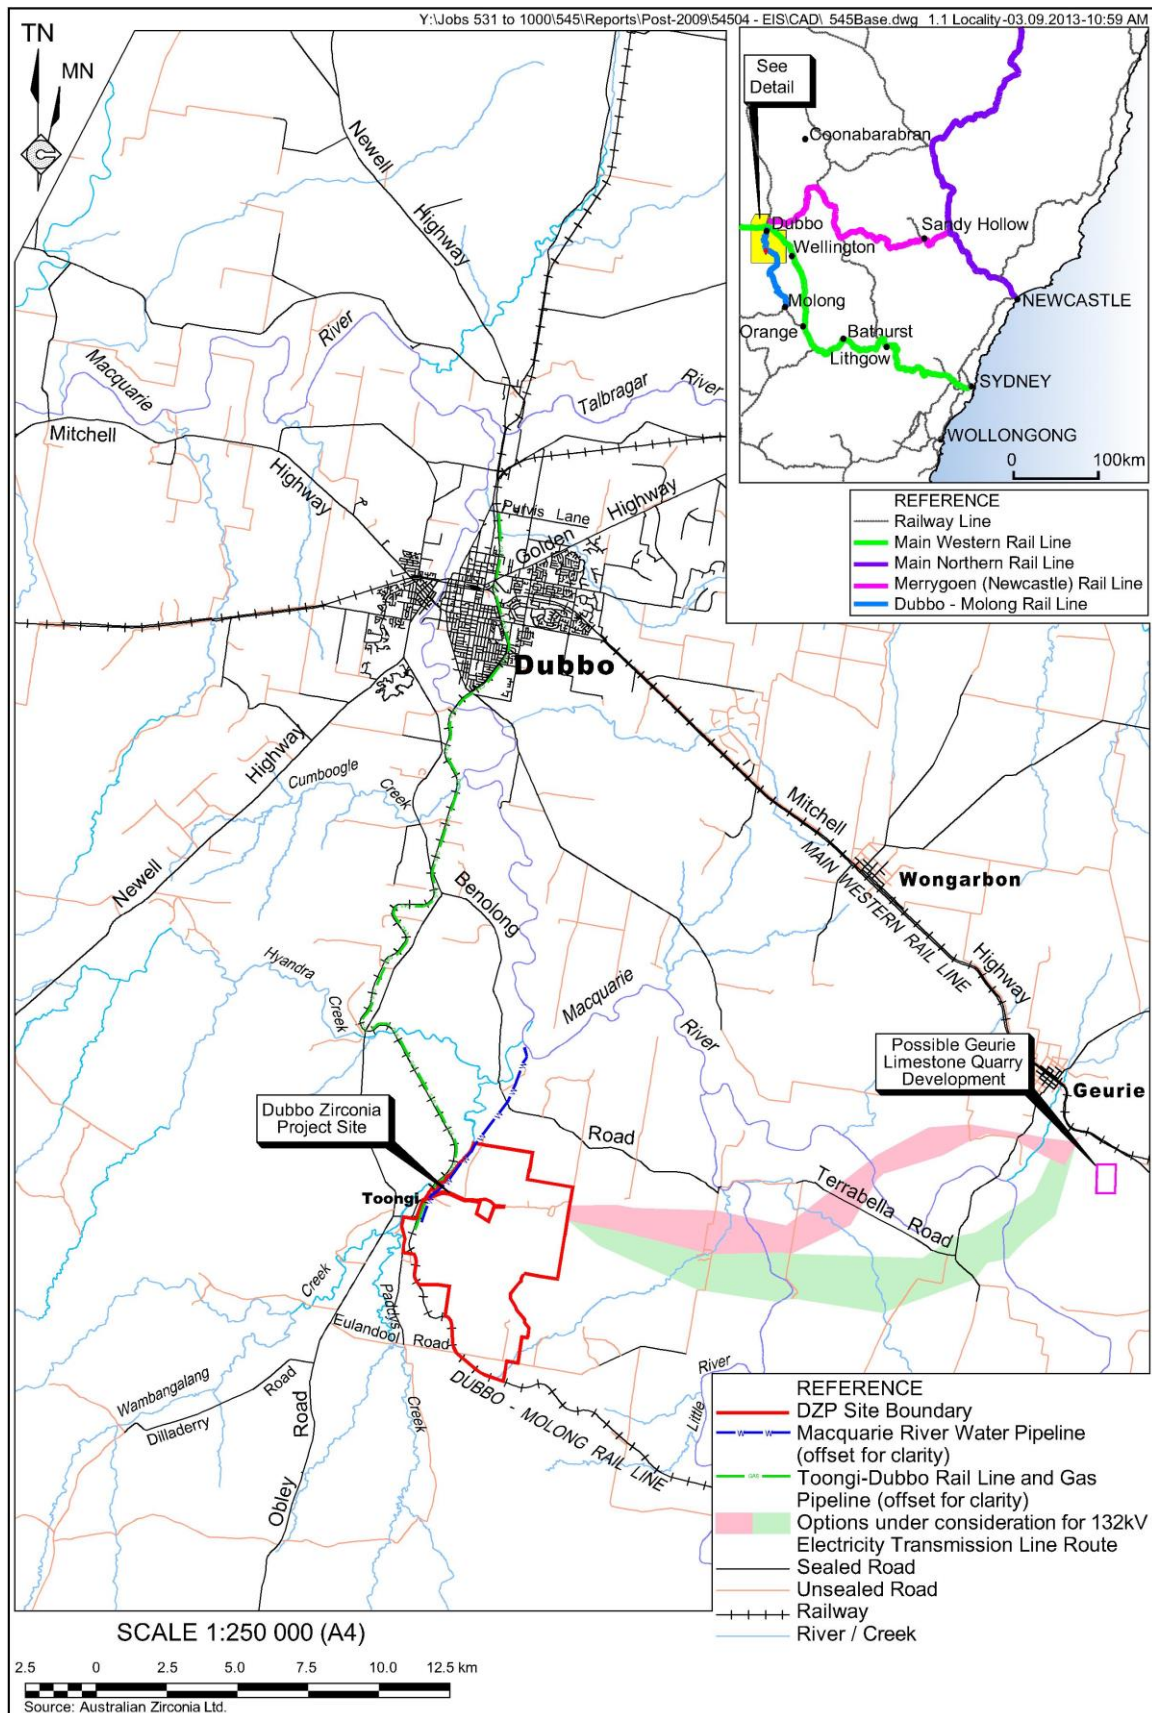 Y:\Jobs 531 to 1000\545\Reports\Post-2009\54504 - EIS\CAD\ 545Base.dwg 1.1 Locality-03.09.2013-10:59 AM
TN
MN
See
Detail
Coonabarabran
Dubbo
Sandy Hollow
Wellington
Molong
NEWCASTLE
Orange
Bathurst
Lithgow
SYDNEY
WOLLONGONG
0 100km
REFERENCE
Railway Line
Main Western Rail Line
Main Northern Rail Line
Merrygoen (Newcastle) Rail Line
Dubbo - Molong Rail Line
Newell
Highway
River
Macquarie
Talbragar
River
Mitchell
Highway
Purvis Lane
Highway
Golden
Dubbo
Highway
Cumboogle
Creek
Newell
Mitchell
MAIN WESTERN RAIL LINE
Wongarbon
Highway
Benolong
Hyandra
Creek
Macquarie
River
Possible Geurie
Limestone Quarry
Development
Geurie
Dubbo Zirconia
Project Site
Road
Toongi
Terrabella
Road
Creek
Paddys
Eulandool Road
Wambangalang
Road
Dilladerry
Road
Obley
Creek
DUBBO - MOLONG RAIL LINE
River
Little
REFERENCE
DZP Site Boundary
W W
Macquarie River Water Pipeline
(offset for clarity)
GAS
Toongi-Dubbo Rail Line and Gas
Pipeline (offset for clarity)
Options under consideration for 132kV
Electricity Transmission Line Route
Sealed Road
Unsealed Road
Railway
River / Creek
SCALE 1:250 000 (A4)
2.5 0 2.5 5.0 7.5 10.0 12.5 km
Source: Australian Zirconia Ltd.